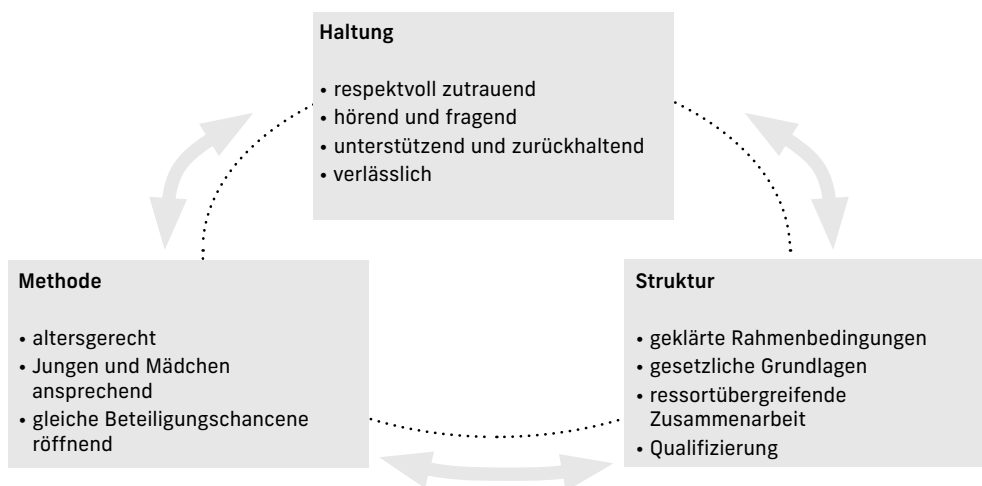 Haltung
• respektvoll zutrauend
• hörend und fragend
• unterstützend und zurückhaltend
• verlässlich
Methode
• altersgerecht
• Jungen und Mädchen
ansprechend
• gleiche Beteiligungschancene
röffnend
Struktur
• geklärte Rahmenbedingungen
• gesetzliche Grundlagen
• ressortübergreifende
Zusammenarbeit
• Qualifizierung